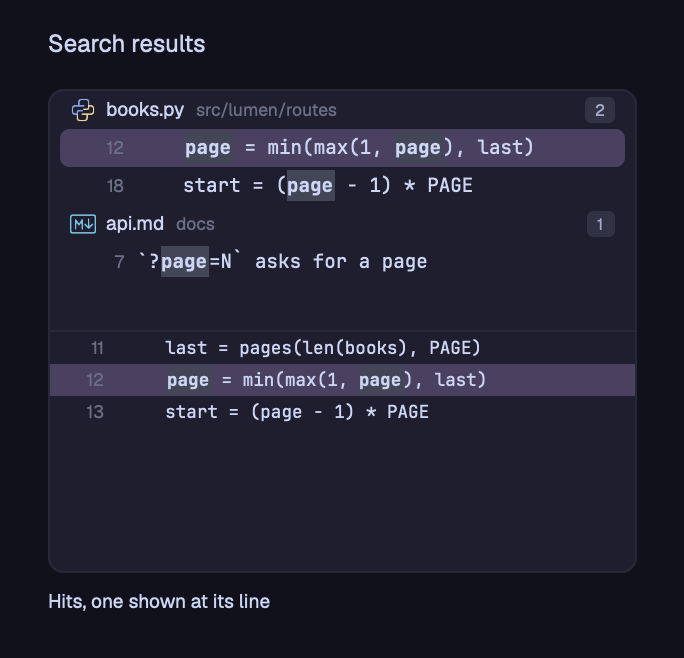 Search results
books.py src/lumen/routes 2
12 page = min(max(1, page), last)
18 start = (page - 1) * PAGE
M↓ api.md docs 1
7 `?page=N` asks for a page
11 last = pages(len(books), PAGE)
12 page = min(max(1, page), last)
13 start = (page - 1) * PAGE
Hits, one shown at its line